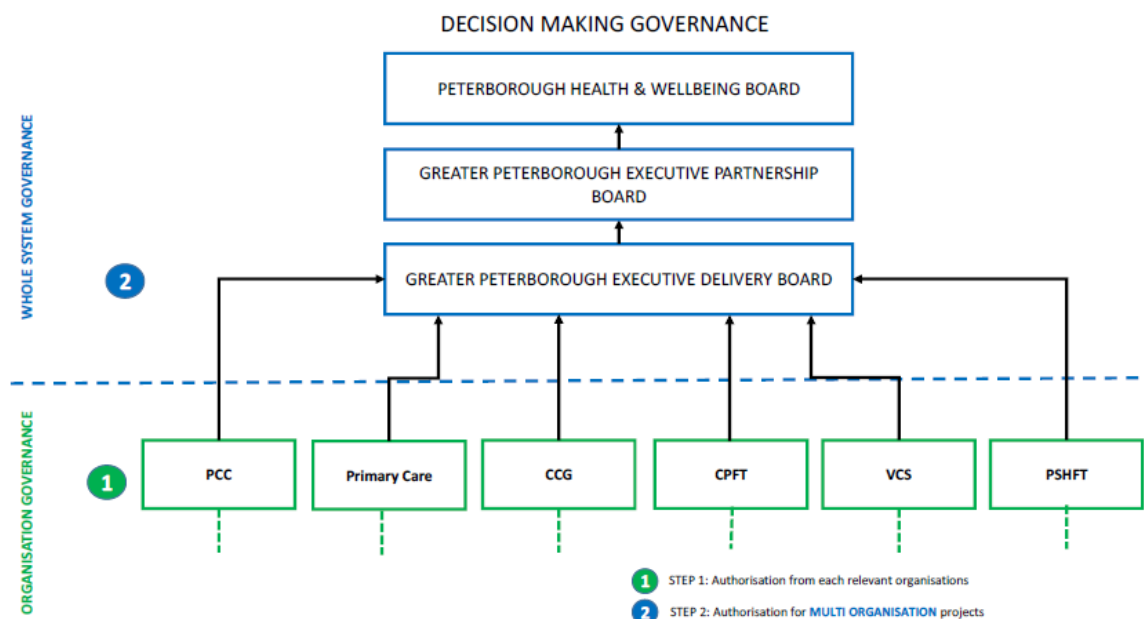 DECISION MAKING GOVERNANCE
WHOLE SYSTEM GOVERNANCE
PETERBOROUGH HEALTH & WELLBEING BOARD
GREATER PETERBOROUGH EXECUTIVE PARTNERSHIP
BOARD
2
GREATER PETERBOROUGH EXECUTIVE DELIVERY BOARD
ORGANISATION GOVERNANCE
1
PCC
Primary Care
CCG
CPFT
VCS
PSHFT
1 STEP 1: Authorisation from each relevant organisations
2 STEP 2: Authorisation for MULTI ORGANISATION projects